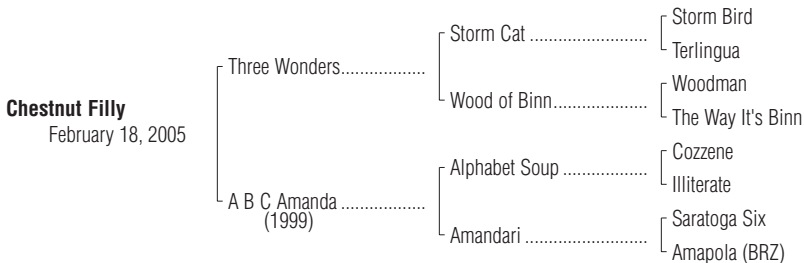 Chestnut Filly
February 18, 2005
Three Wonders..................
A B C Amanda ..................
(1999)
Storm Cat .........................
Wood of Binn....................
Alphabet Soup ..................
Amandari ..........................
Storm Bird
Terlingua
Woodman
The Way It's Binn
Cozzene
Illiterate
Saratoga Six
Amapola (BRZ)